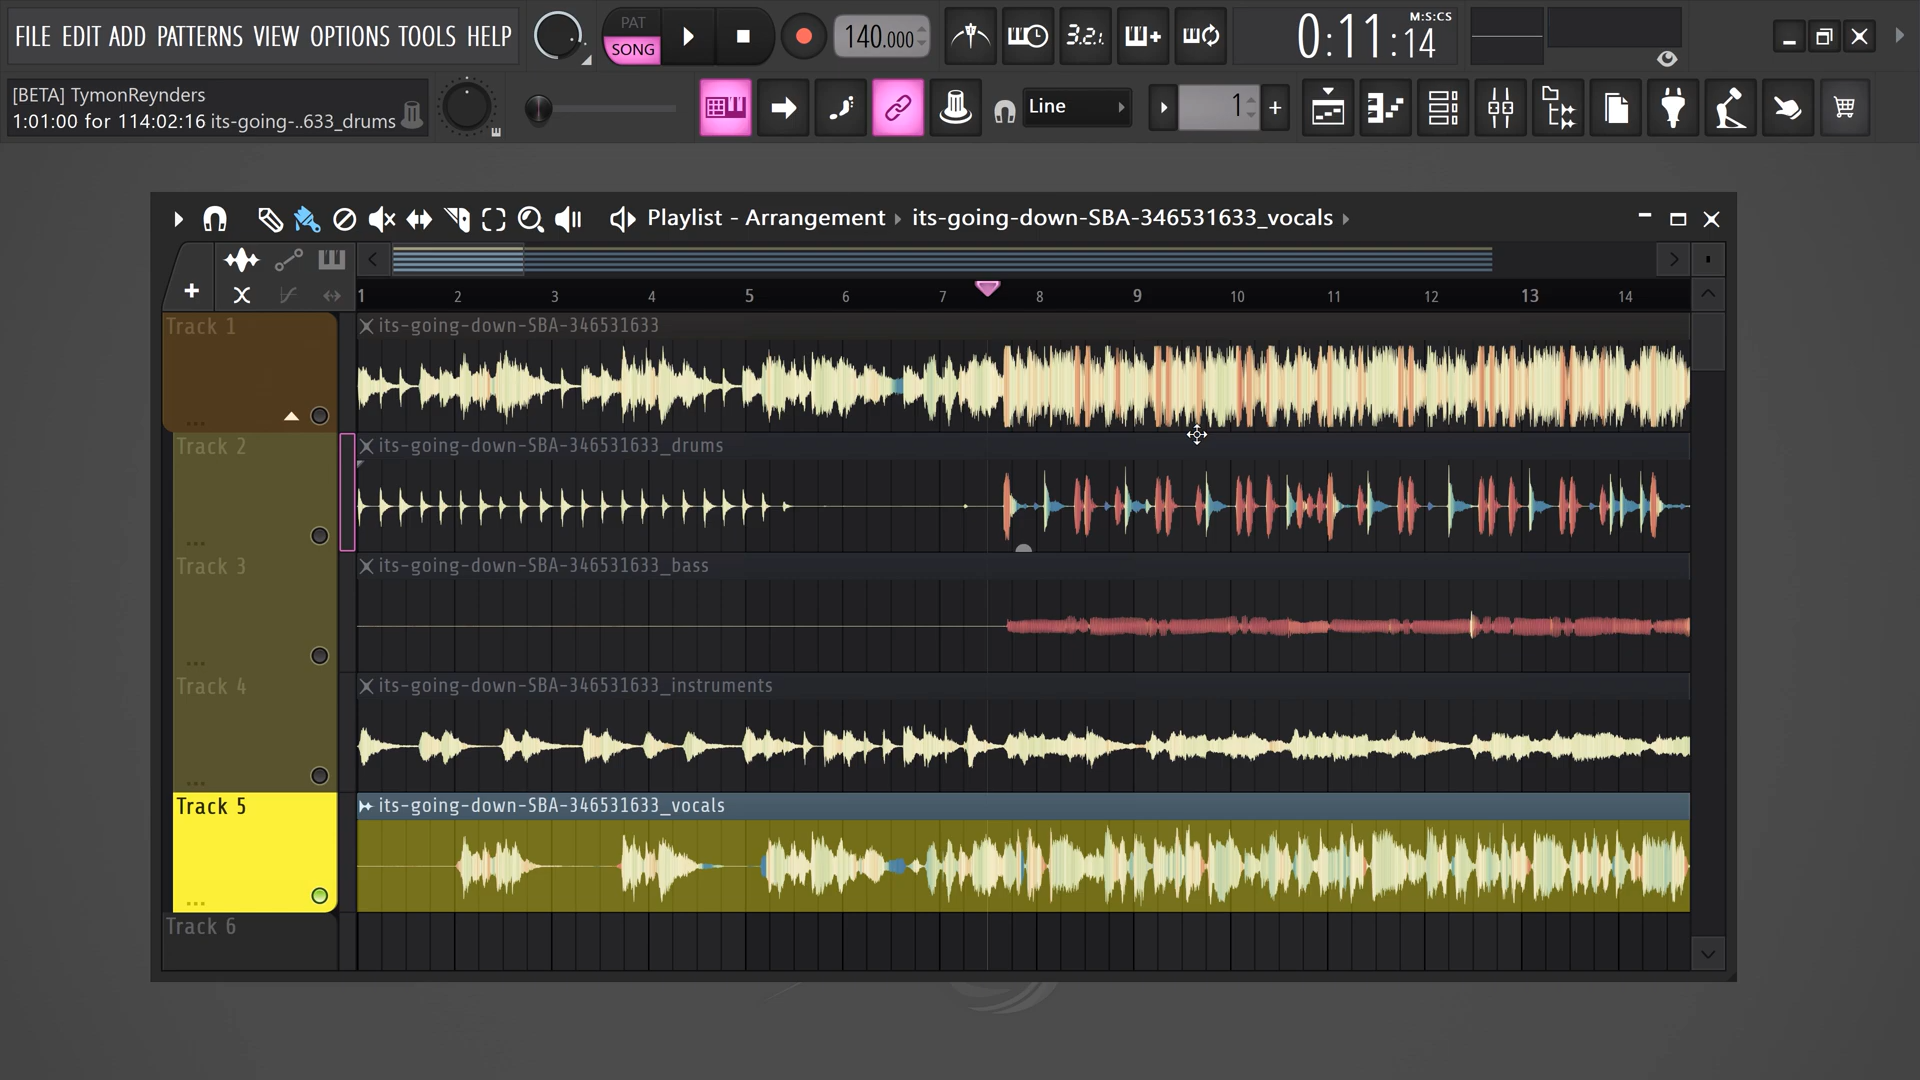 FILE EDIT ADD PATTERNS VIEW OPTIONS TOOLS HELP
PAT
SONG
140.000
3.2.1
0:11:14
M:S:CS
[BETA] TymonReynders
1:01:00 for 114:02:16 its-going-..633_drums
Line
1
Playlist - Arrangement › its-going-down-SBA-346531633_vocals
1 2 3 4 5 6 7 8 9 10 11 12 13 14
Track 1
its-going-down-SBA-346531633
Track 2
its-going-down-SBA-346531633_drums
Track 3
its-going-down-SBA-346531633_bass
Track 4
its-going-down-SBA-346531633_instruments
Track 5
its-going-down-SBA-346531633_vocals
Track 6